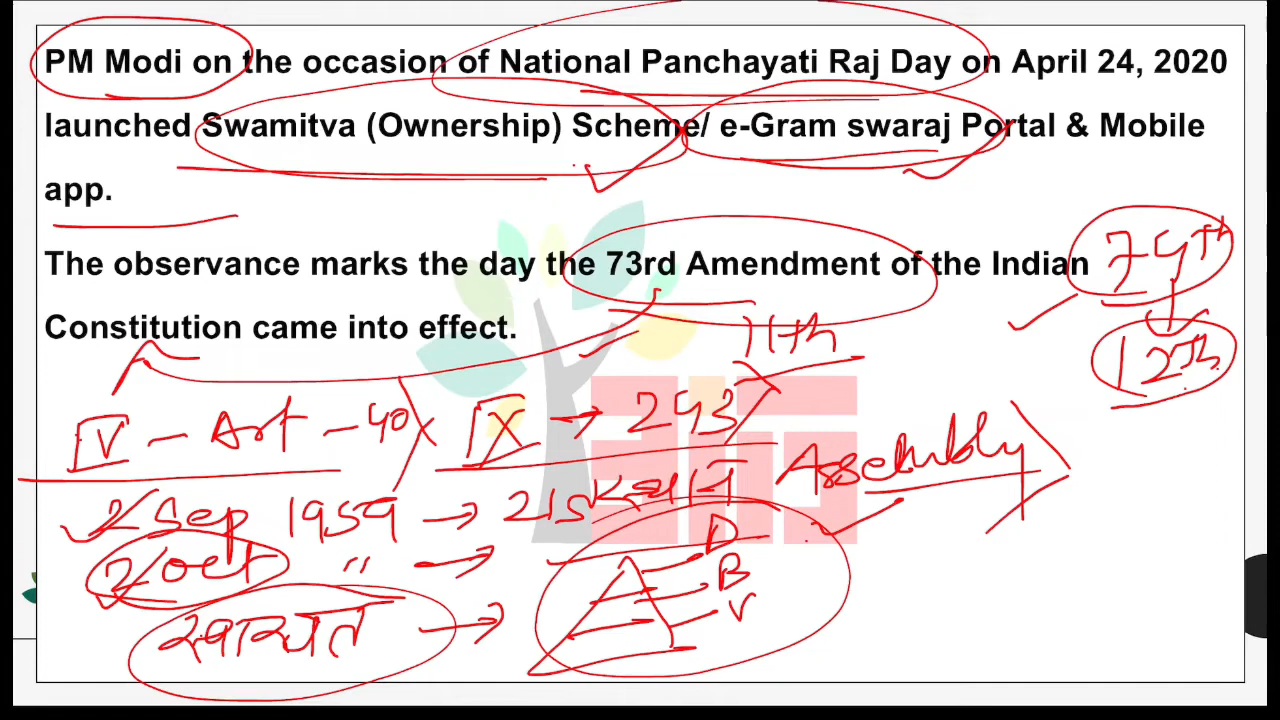 PM Modi on the occasion of National Panchayati Raj Day on April 24, 2020
launched Swamitva (Ownership) Scheme/ e-Gram swaraj Portal & Mobile
app.
The observance marks the day the 73rd Amendment of the Indian
Constitution came into effect.
74th
11th
12th
IV - Art - 40
IX → 243
Assembly
2 Sep 1959 →
2 Oct " →
→
D
B
V